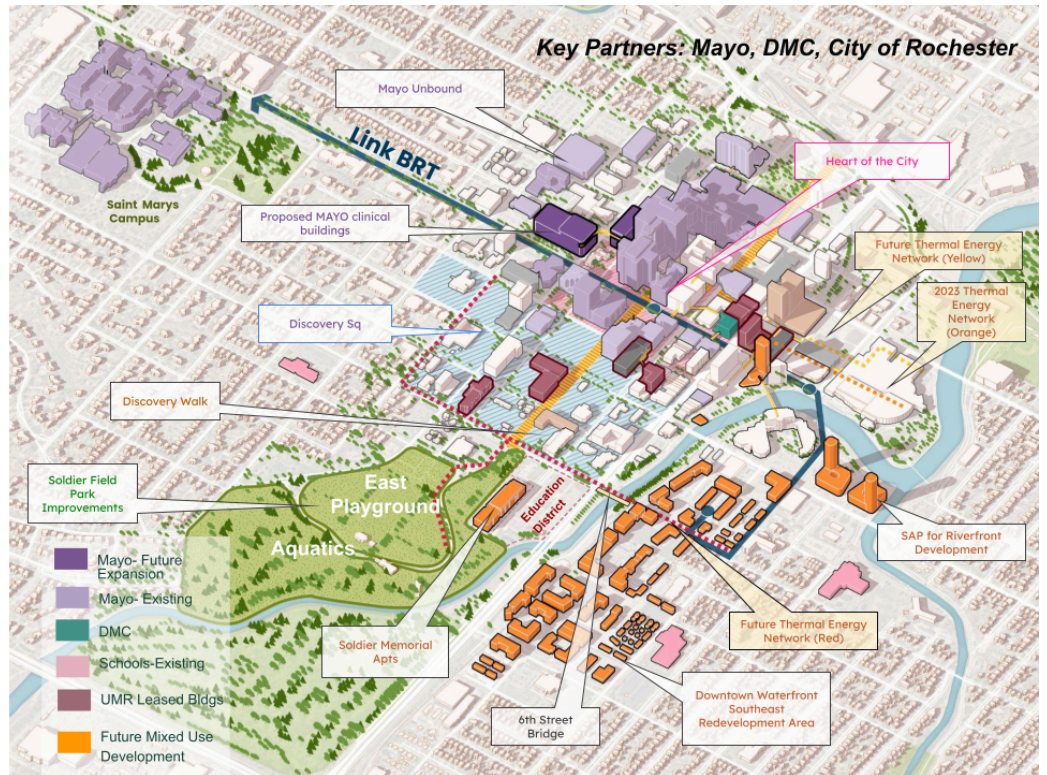 Key Partners: Mayo, DMC, City of Rochester
Mayo Unbound
Link BRT
Heart of the City
Saint Marys
Campus
Proposed MAYO clinical
buildings
Future Thermal Energy
Network (Yellow)
2023 Thermal
Energy
Network
(Orange)
Discovery Sq
Discovery Walk
Soldier Field
Park
Improvements
East
Playground
Aquatics
Education
District
SAP for Riverfront
Development
Mayo- Future
Expansion
Mayo- Existing
DMC
Schools-Existing
UMR Leased Bldgs
Future Mixed Use
Development
Soldier Memorial
Apts
Future Thermal Energy
Network (Red)
6th Street
Bridge
Downtown Waterfront
Southeast
Redevelopment Area